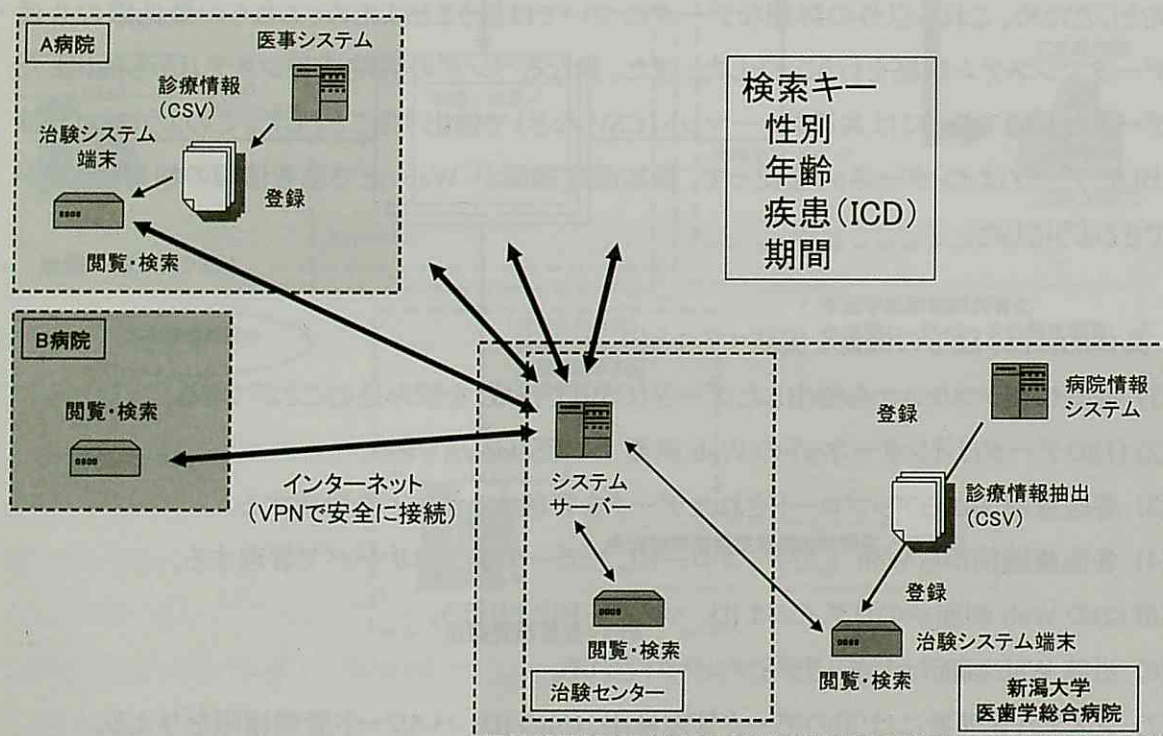 A病院
医事システム
診療情報
(CSV)
治験システム
端末
登録
閲覧・検索
検索キー
性別
年齢
疾患(ICD)
期間
B病院
閲覧・検索
インターネット
(VPNで安全に接続)
システム
サーバー
閲覧・検索
治験センター
登録
病院情報
システム
診療情報抽出
(CSV)
登録
治験システム端末
閲覧・検索
新潟大学
医歯学総合病院